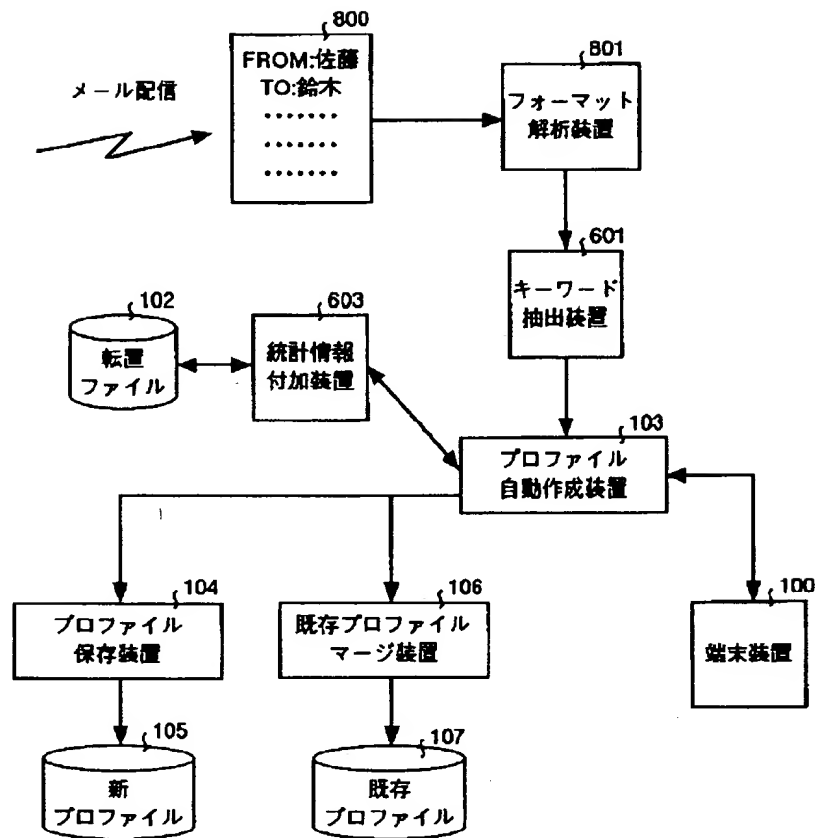 800
FROM:佐藤
TO:鈴木
.......
.......
.......
メール配信
801
フォーマット
解析装置
601
キーワード
抽出装置
102
転置
ファイル
603
統計情報
付加装置
103
プロファイル
自動作成装置
104
プロファイル
保存装置
106
既存プロファイル
マージ装置
100
端末装置
105
新
プロファイル
107
既存
プロファイル